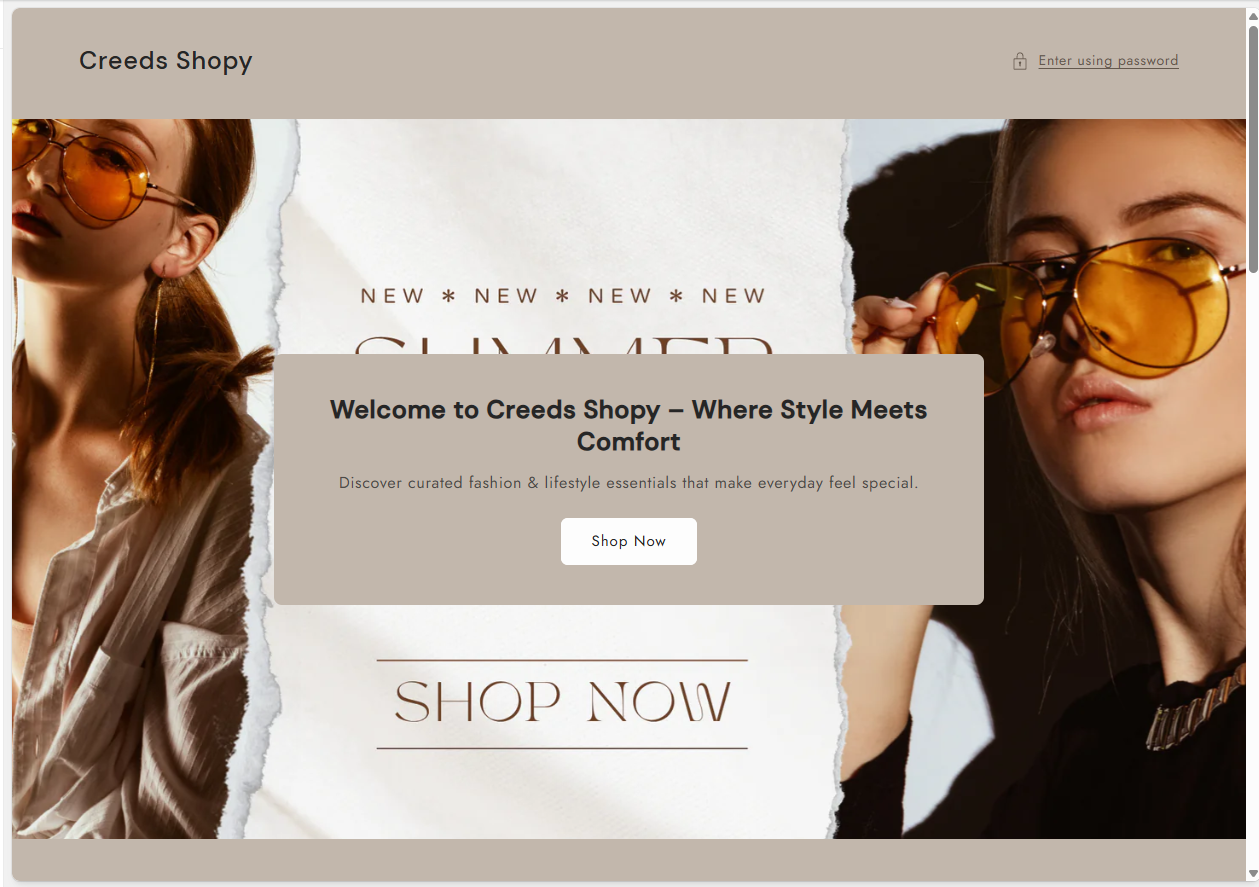 Creeds Shopy
Enter using password
NEW * NEW * NEW * NEW
SUMMER
Welcome to Creeds Shopy – Where Style Meets
Comfort
Discover curated fashion & lifestyle essentials that make everyday feel special.
Shop Now
SHOP NOW